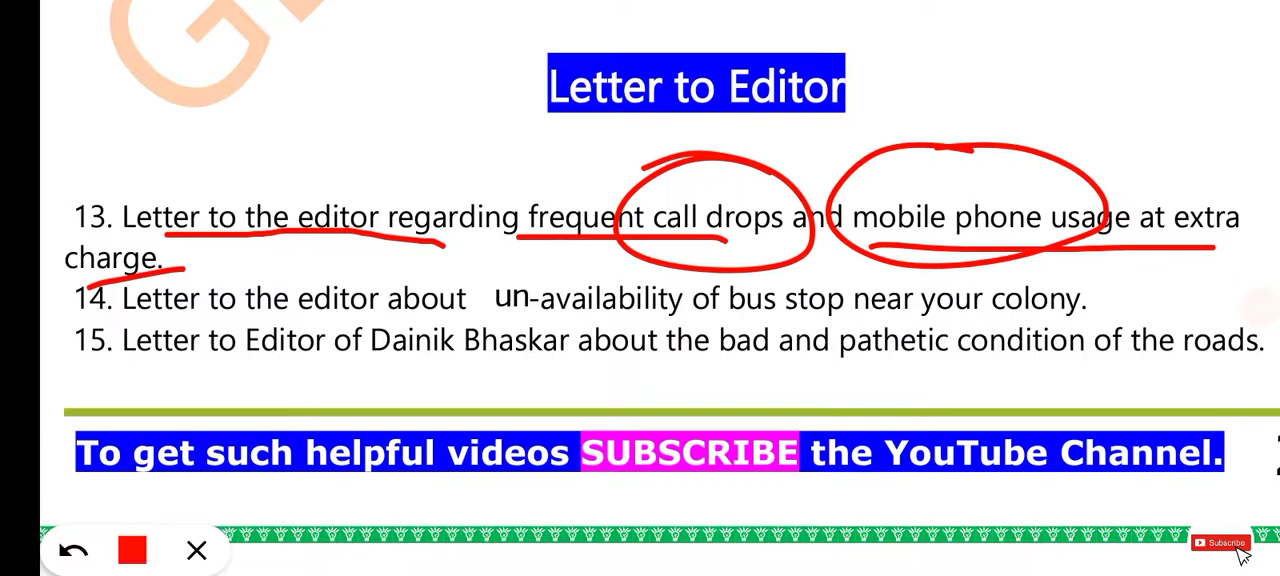 Letter to Editor
13. Letter to the editor regarding frequent call drops and mobile phone usage at extra
charge.
14. Letter to the editor about un-availability of bus stop near your colony.
15. Letter to Editor of Dainik Bhaskar about the bad and pathetic condition of the roads.
To get such helpful videos SUBSCRIBE the YouTube Channel.
Subscribe